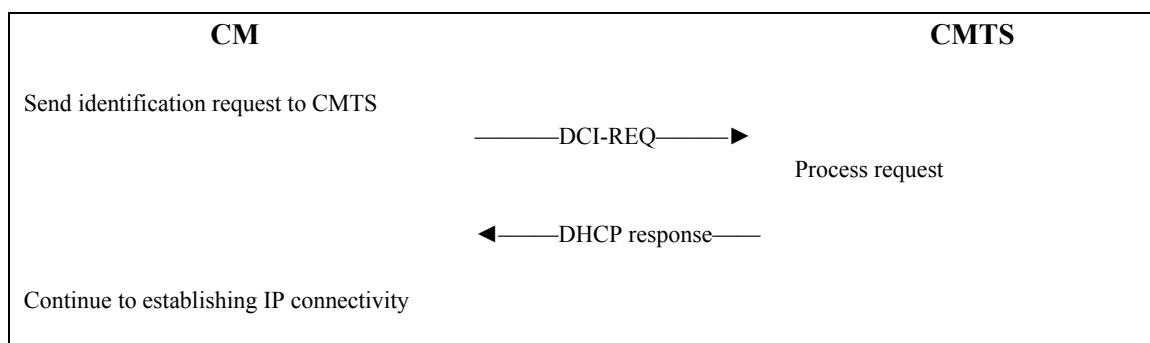 CM CMTS
Send identification request to CMTS
DCI-REQ
Process request
DHCP response
Continue to establishing IP connectivity